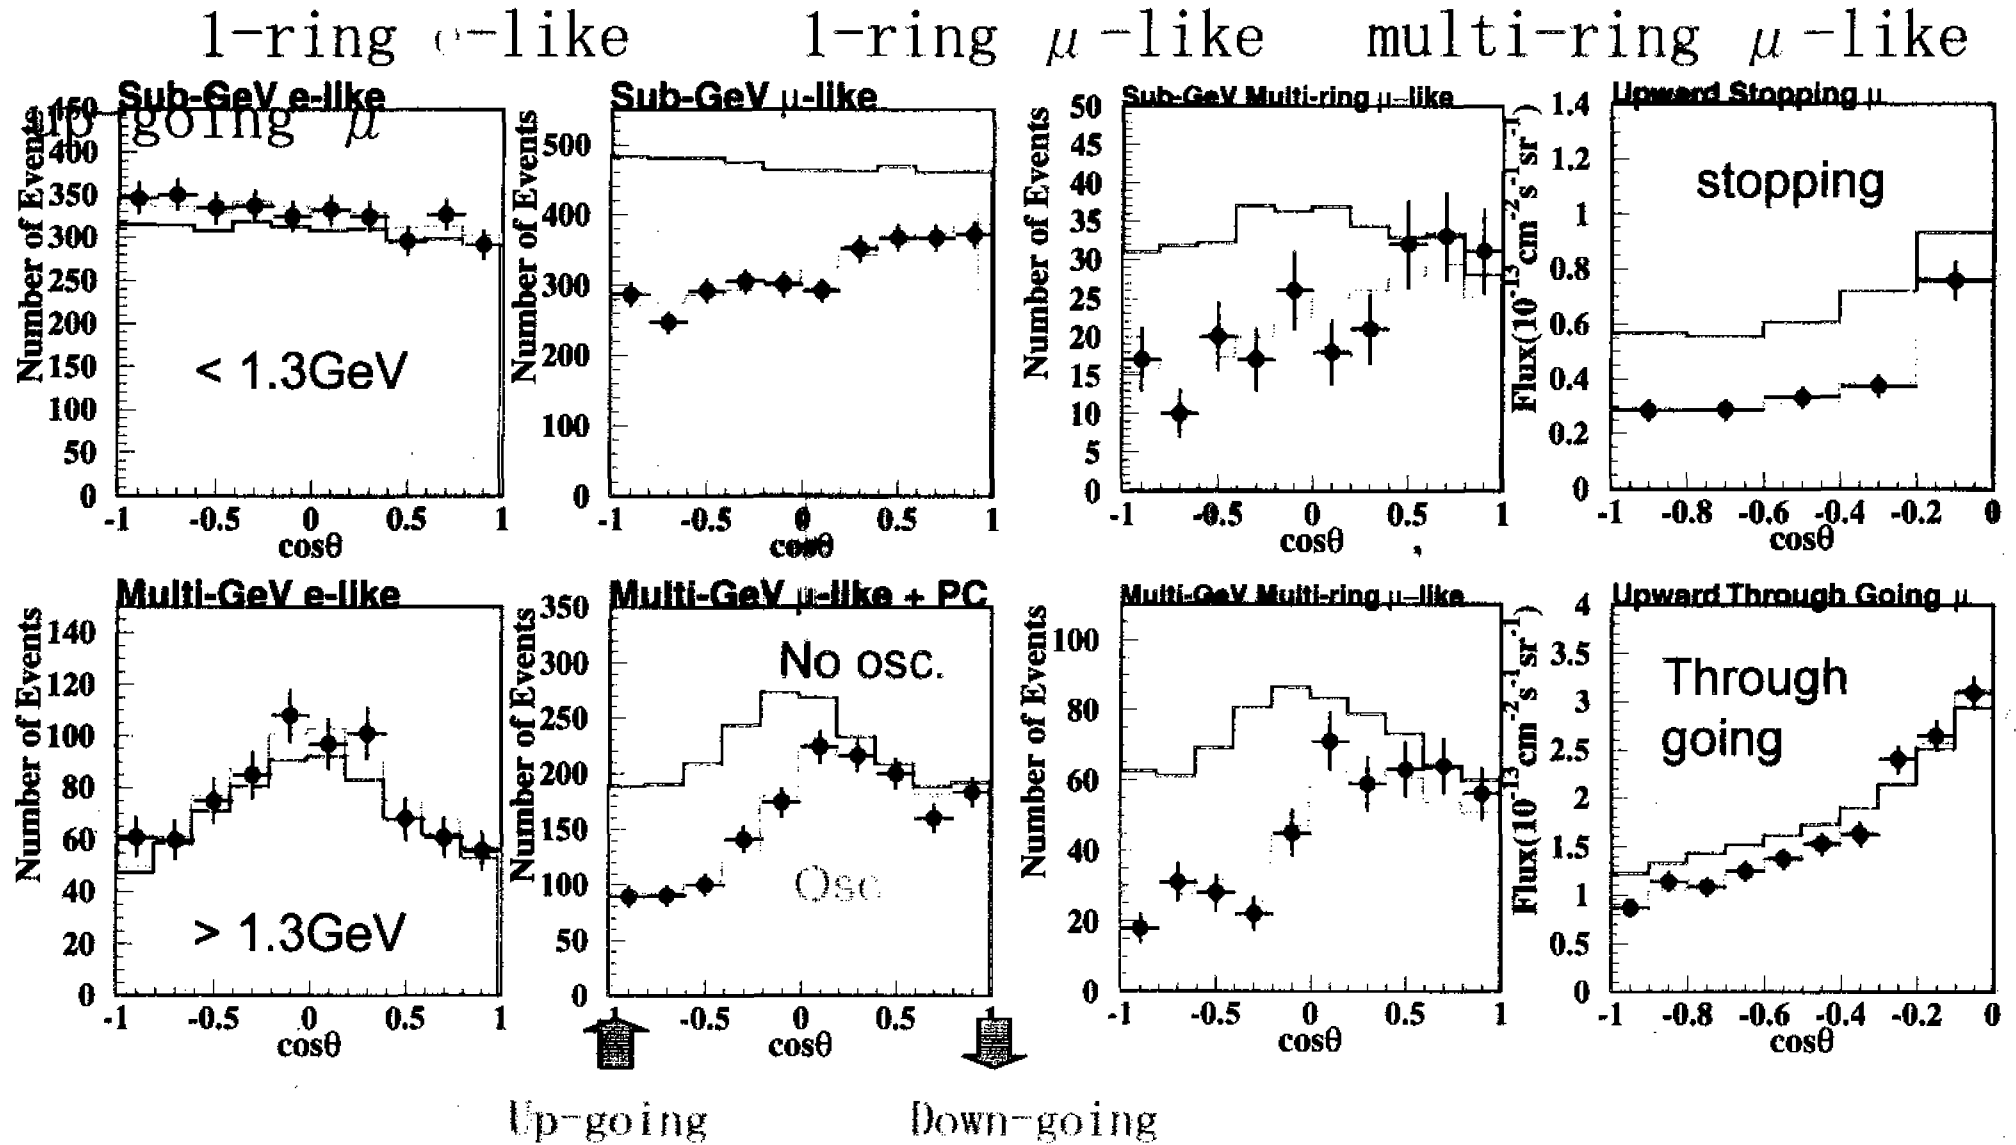 1-ring e-like 1-ring μ-like multi-ring μ-like
up going μ
Sub-GeV e-like
Number of Events
450
400
350
300
250
200
150
100
50
0
< 1.3GeV
-1 -0.5 0 0.5 1
cosθ
Sub-GeV μ-like
Number of Events
500
400
300
200
100
0
-1 -0.5 0 0.5 1
cosθ
Sub-GeV Multi-ring μ-like
Number of Events
50
45
40
35
30
25
20
15
10
5
0
-1 -0.5 0 0.5 1
cosθ
Upward Stopping μ
Flux(10⁻¹³cm⁻²s⁻¹sr⁻¹)
1.4
1.2
1
0.8
0.6
0.4
0.2
0
stopping
-1 -0.8 -0.6 -0.4 -0.2 0
cosθ
Multi-GeV e-like
Number of Events
140
120
100
80
60
40
20
0
> 1.3GeV
-1 -0.5 0 0.5 1
cosθ
Multi-GeV μ-like + PC
Number of Events
350
300
250
200
150
100
50
0
No osc.
Osc
-1 -0.5 0 0.5 1
cosθ
Multi-GeV Multi-ring μ-like
Number of Events
100
80
60
40
20
0
-1 -0.5 0 0.5 1
cosθ
Upward Through Going μ
Flux(10⁻¹³cm⁻²s⁻¹sr⁻¹)
4
3.5
3
2.5
2
1.5
1
0.5
0
Through
going
-1 -0.8 -0.6 -0.4 -0.2 0
cosθ
Up-going Down-going